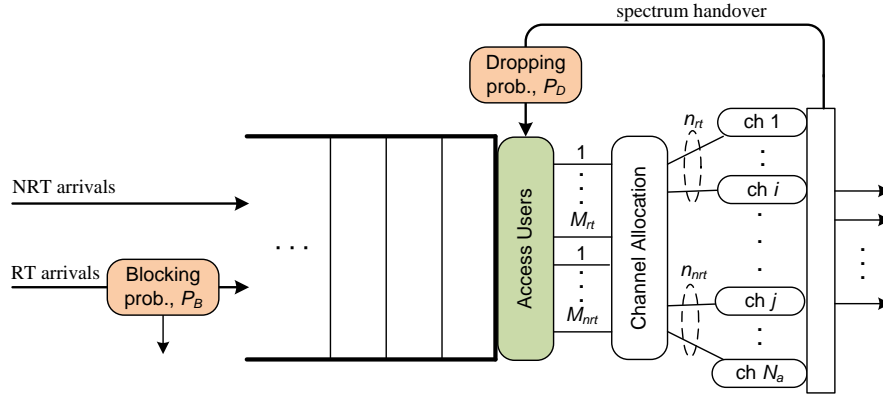 spectrum handover
Dropping
prob., P_D
NRT arrivals
RT arrivals
Blocking
prob., P_B
. . .
Access Users
1
M_rt
1
M_nrt
Channel Allocation
n_rt
n_nrt
ch 1
ch i
ch j
ch N_a